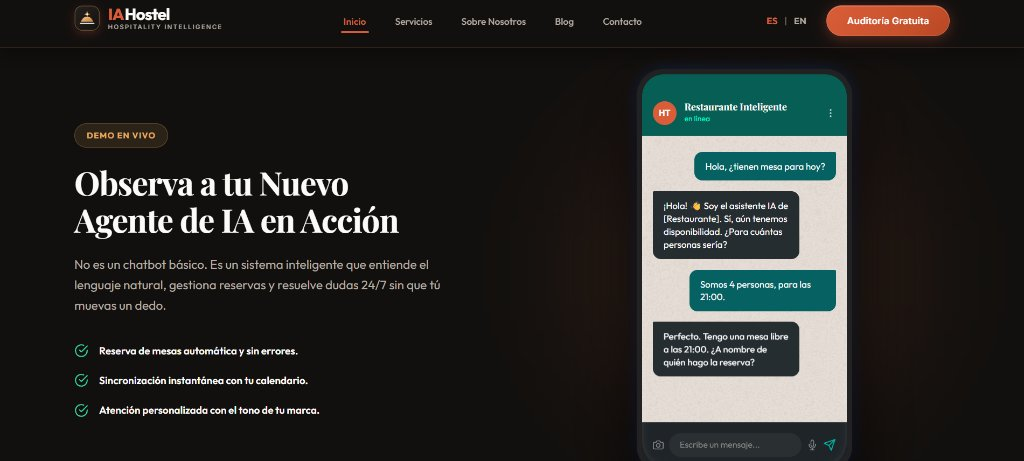 IAHostel
HOSPITALITY INTELLIGENCE
Inicio
Servicios
Sobre Nosotros
Blog
Contacto
ES | EN
Auditoría Gratuita
DEMO EN VIVO
Observa a tu Nuevo
Agente de IA en Acción
No es un chatbot básico. Es un sistema inteligente que entiende el
lenguaje natural, gestiona reservas y resuelve dudas 24/7 sin que tú
muevas un dedo.
Reserva de mesas automática y sin errores.
Sincronización instantánea con tu calendario.
Atención personalizada con el tono de tu marca.
HT
Restaurante Inteligente
en línea
Hola, ¿tienen mesa para hoy?
¡Hola! 👋 Soy el asistente IA de
[Restaurante]. Sí, aún tenemos
disponibilidad. ¿Para cuántas
personas sería?
Somos 4 personas, para las
21:00.
Perfecto. Tengo una mesa libre
a las 21:00. ¿A nombre de
quién hago la reserva?
Escribe un mensaje...